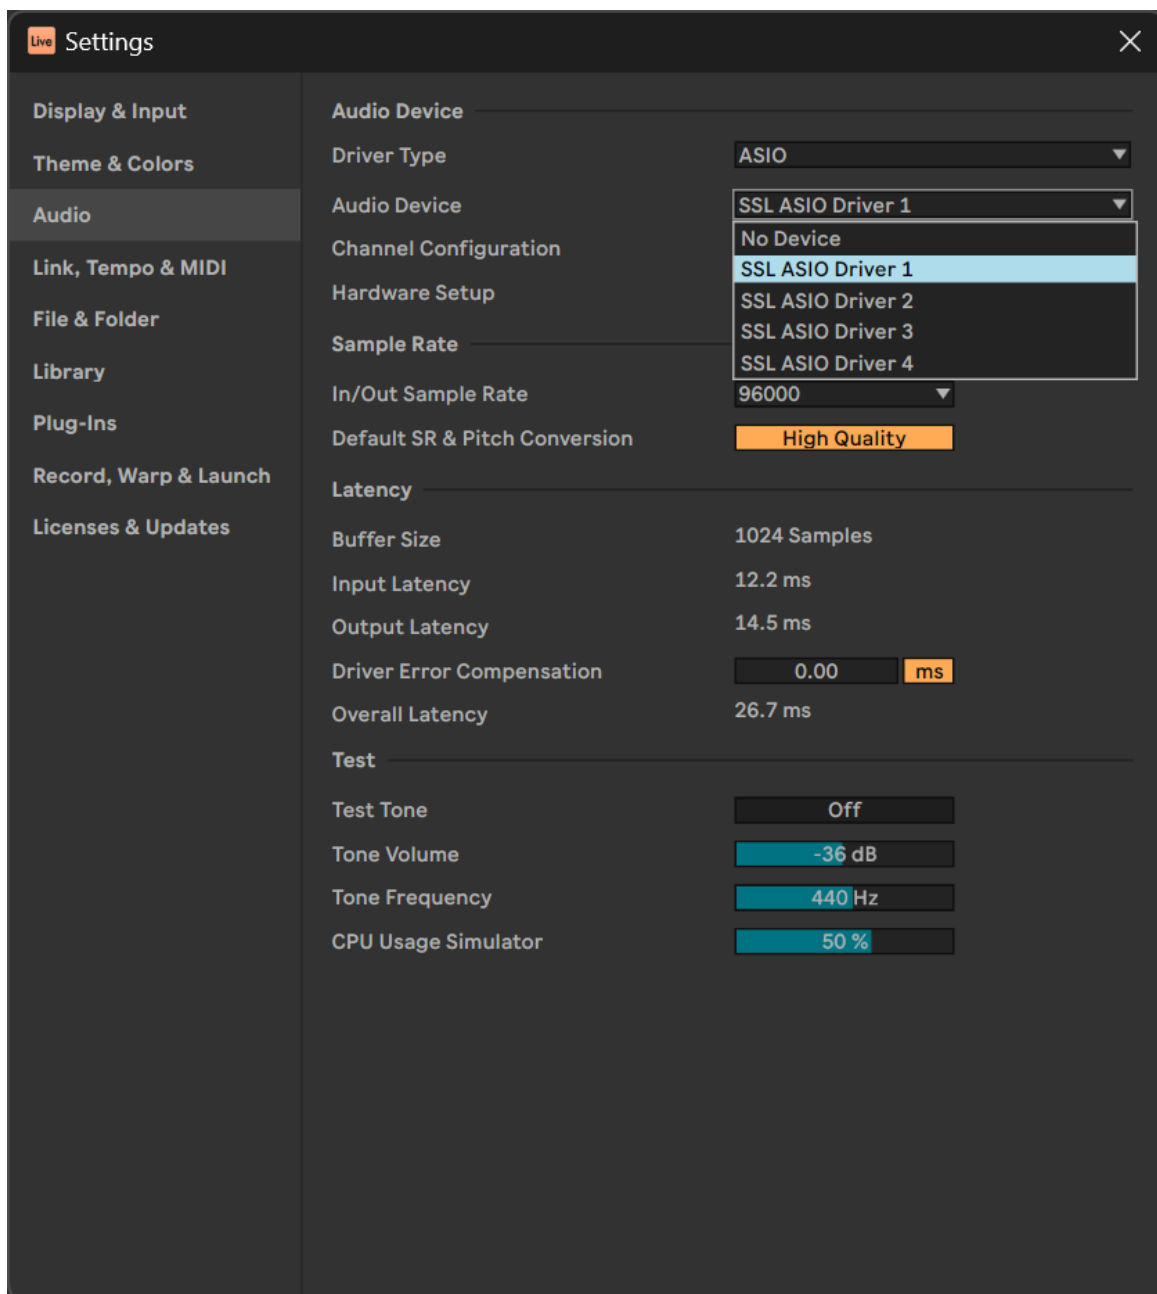 Live Settings
Display & Input
Theme & Colors
Audio
Link, Tempo & MIDI
File & Folder
Library
Plug-Ins
Record, Warp & Launch
Licenses & Updates
Audio Device
Driver Type ASIO
Audio Device SSL ASIO Driver 1
No Device
SSL ASIO Driver 1
SSL ASIO Driver 2
SSL ASIO Driver 3
SSL ASIO Driver 4
Channel Configuration
Hardware Setup
Sample Rate
In/Out Sample Rate 96000
Default SR & Pitch Conversion High Quality
Latency
Buffer Size 1024 Samples
Input Latency 12.2 ms
Output Latency 14.5 ms
Driver Error Compensation 0.00 ms
Overall Latency 26.7 ms
Test
Test Tone Off
Tone Volume -36 dB
Tone Frequency 440 Hz
CPU Usage Simulator 50 %